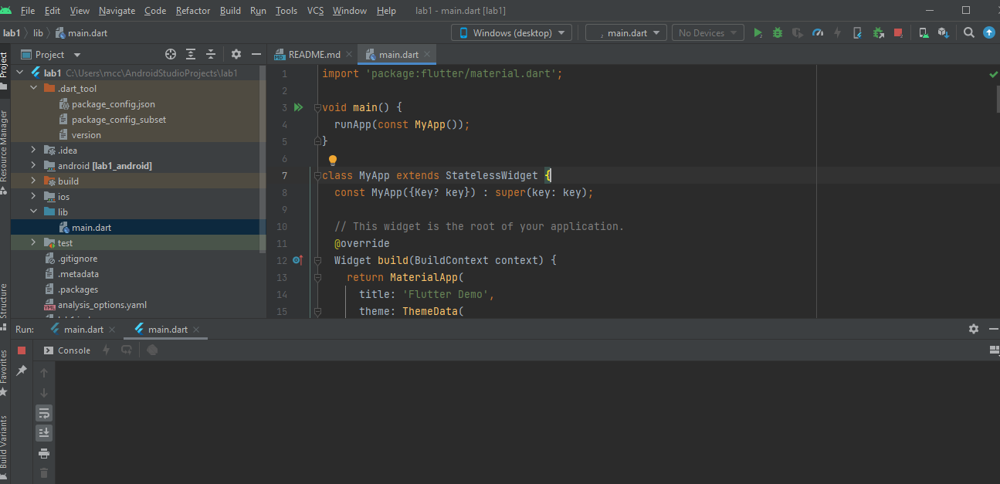 File Edit View Navigate Code Refactor Build Run Tools VCS Window Help lab1 - main.dart [lab1]
lab1 lib main.dart
Windows (desktop) main.dart No Devices
Project
README.md main.dart
Project
Resource Manager
Structure
Favorites
Build Variants
lab1 C:\Users\mcc\AndroidStudioProjects\lab1
.dart_tool
package_config.json
package_config_subset
version
.idea
android [lab1_android]
build
ios
lib
main.dart
test
.gitignore
.metadata
.packages
analysis_options.yaml
1 import 'package:flutter/material.dart';
2
3 void main() {
4 runApp(const MyApp());
5 }
6
7 class MyApp extends StatelessWidget {
8 const MyApp({Key? key}) : super(key: key);
9
10 // This widget is the root of your application.
11 @override
12 Widget build(BuildContext context) {
13 return MaterialApp(
14 title: 'Flutter Demo',
15 theme: ThemeData(
Run: main.dart main.dart
Console